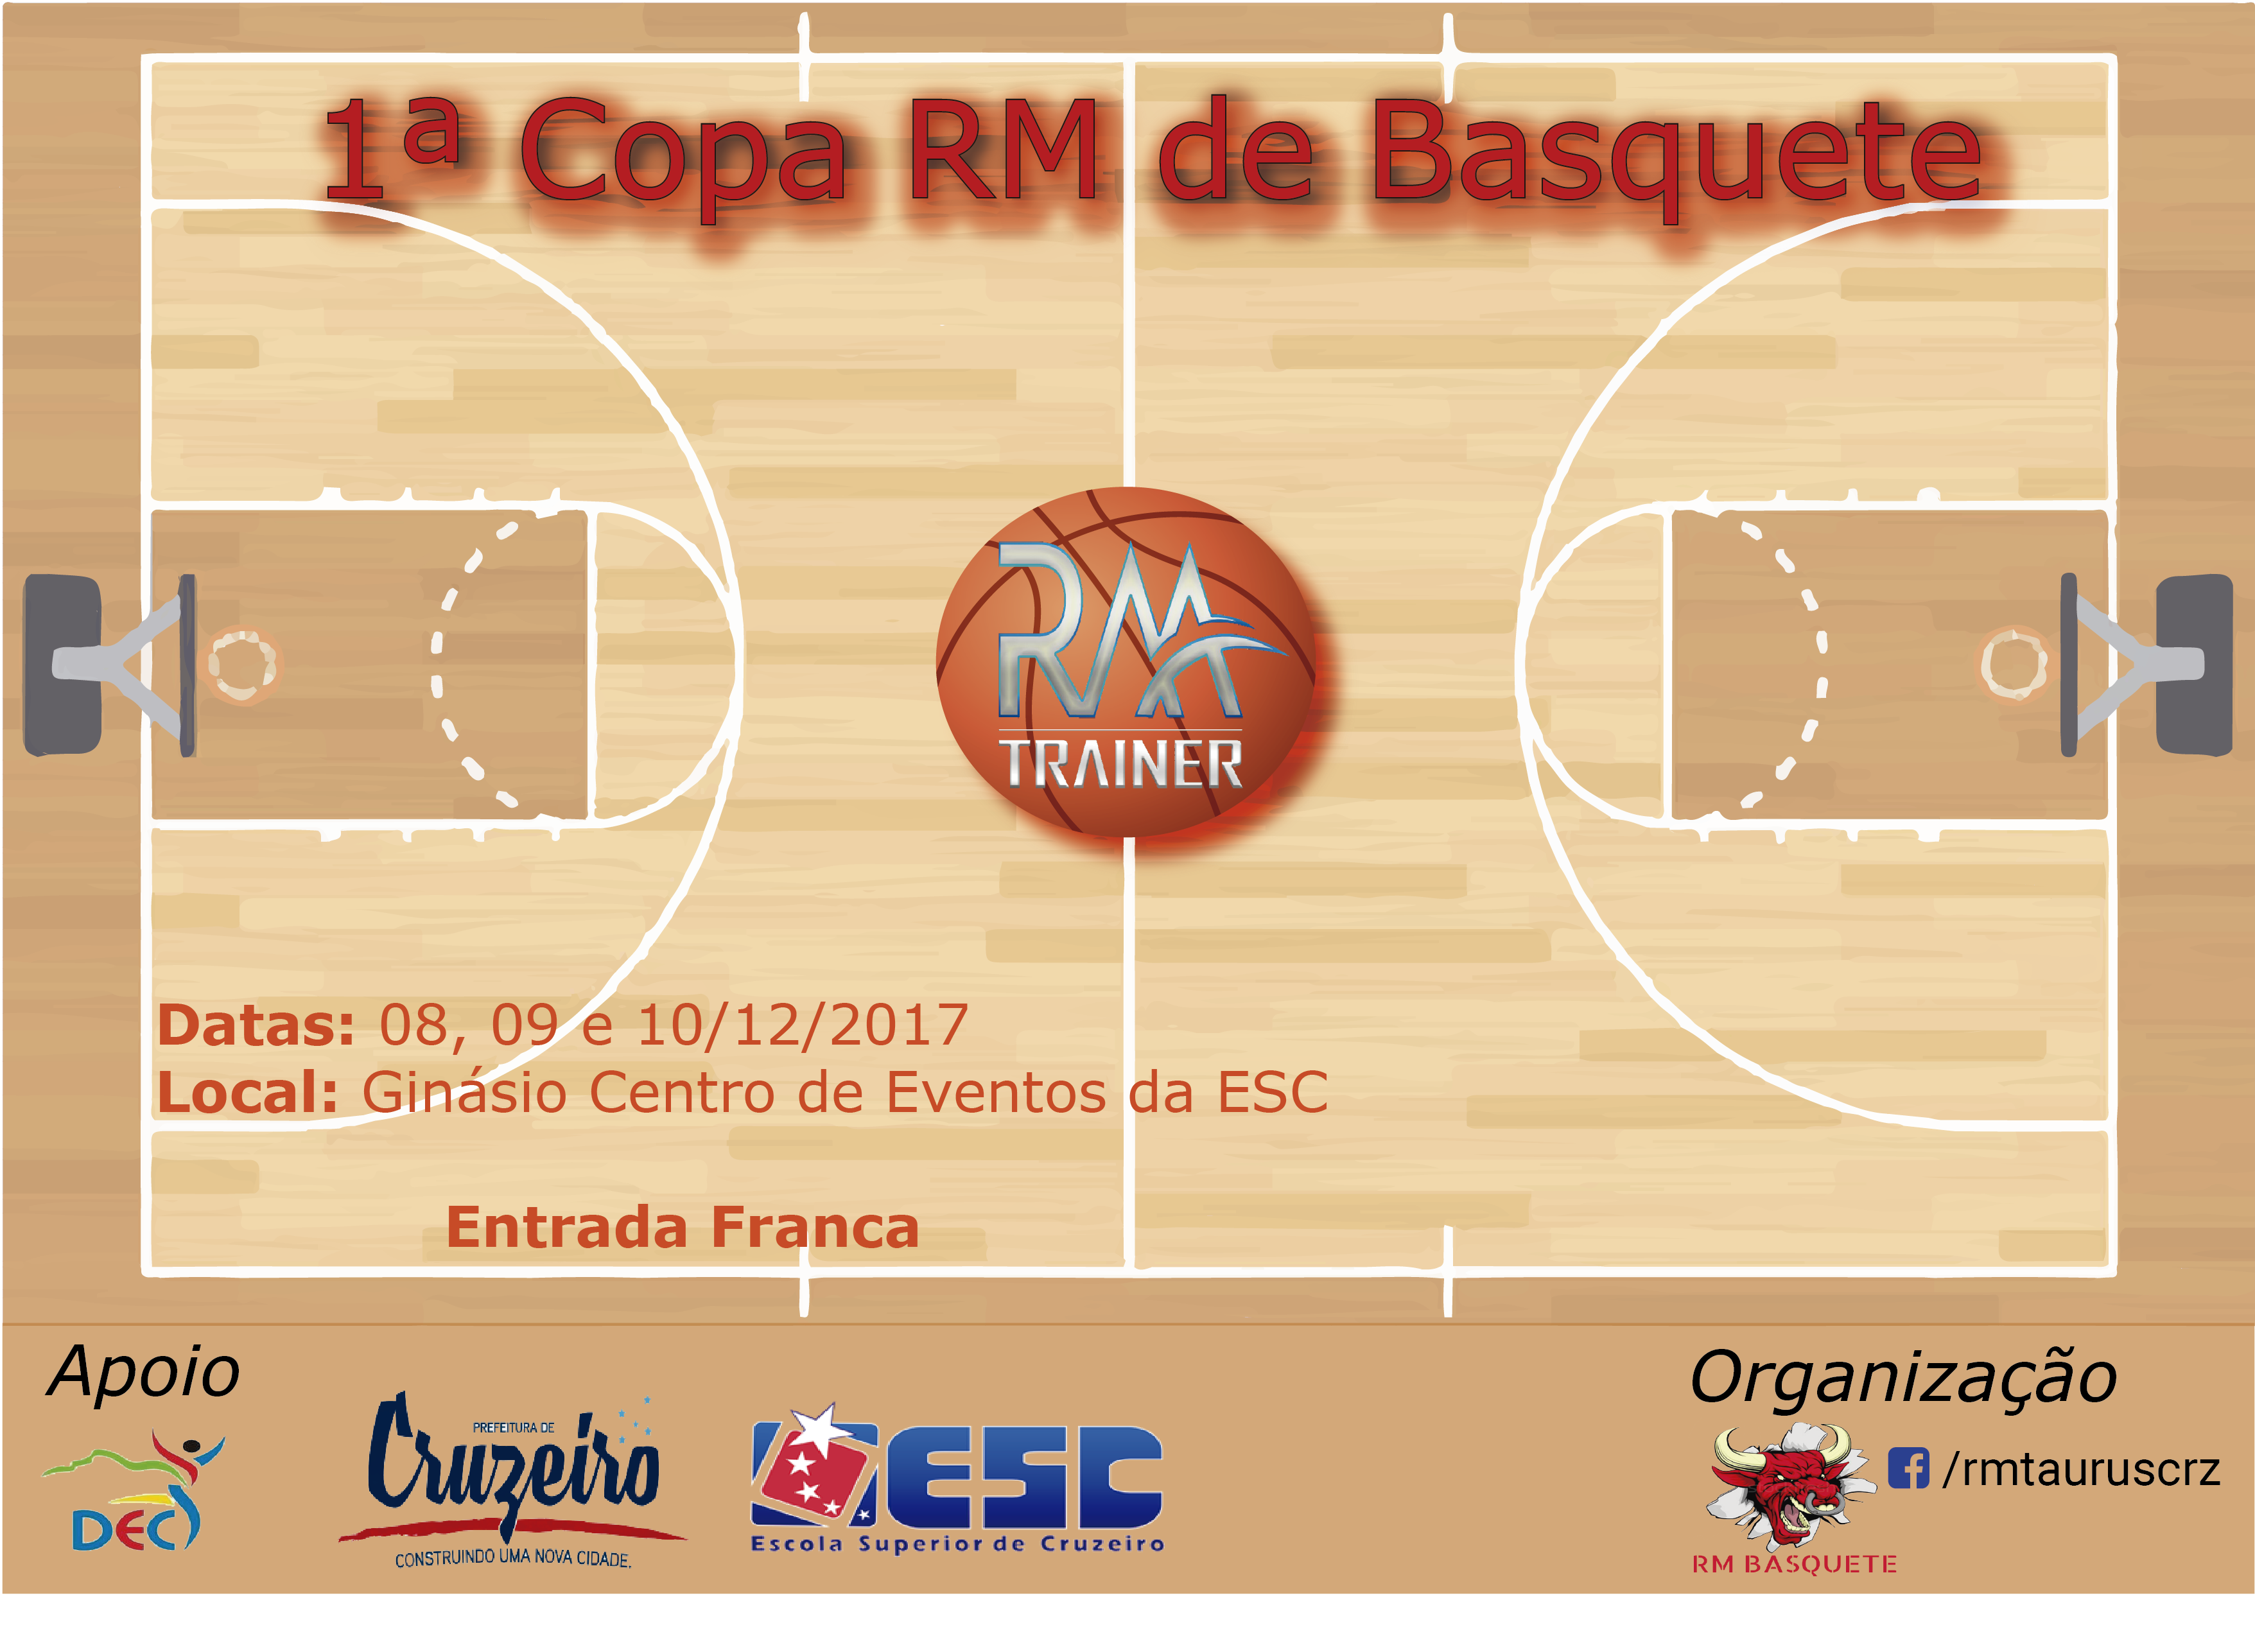 1ª Copa RM de Basquete
RM
TRAINER
Datas: 08, 09 e 10/12/2017
Local: Ginásio Centro de Eventos da ESC
Entrada Franca
Apoio
DEC
PREFEITURA DE
Cruzeiro
CONSTRUINDO UMA NOVA CIDADE.
ESC
Escola Superior de Cruzeiro
Organização
/rmtauruscrz
RM BASQUETE